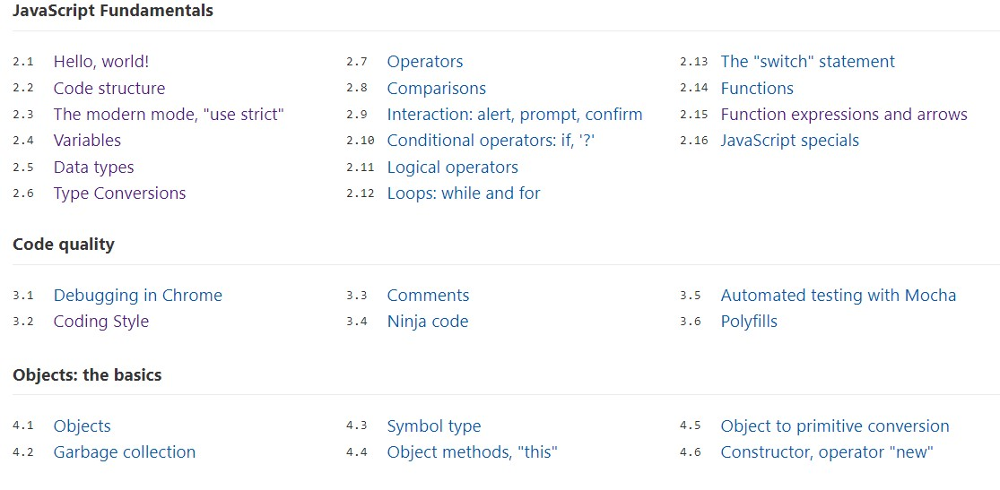 JavaScript Fundamentals
2.1 Hello, world!
2.2 Code structure
2.3 The modern mode, "use strict"
2.4 Variables
2.5 Data types
2.6 Type Conversions
2.7 Operators
2.8 Comparisons
2.9 Interaction: alert, prompt, confirm
2.10 Conditional operators: if, '?'
2.11 Logical operators
2.12 Loops: while and for
2.13 The "switch" statement
2.14 Functions
2.15 Function expressions and arrows
2.16 JavaScript specials
Code quality
3.1 Debugging in Chrome
3.2 Coding Style
3.3 Comments
3.4 Ninja code
3.5 Automated testing with Mocha
3.6 Polyfills
Objects: the basics
4.1 Objects
4.2 Garbage collection
4.3 Symbol type
4.4 Object methods, "this"
4.5 Object to primitive conversion
4.6 Constructor, operator "new"